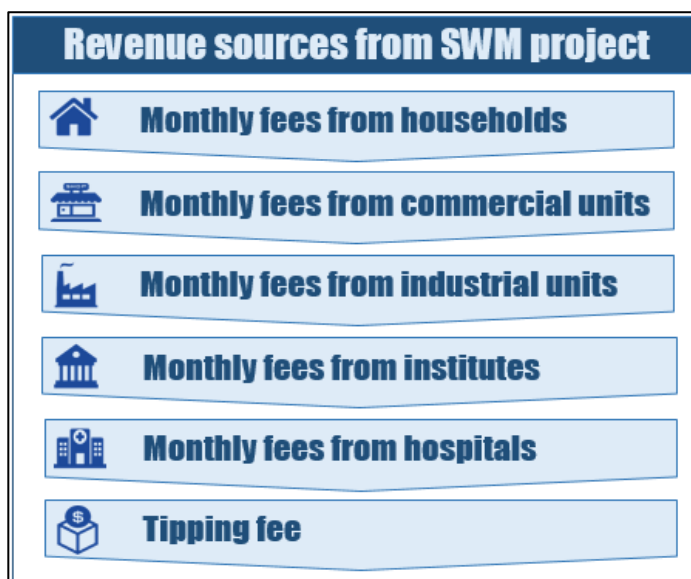 Revenue sources from SWM project
Monthly fees from households
Monthly fees from commercial units
Monthly fees from industrial units
Monthly fees from institutes
Monthly fees from hospitals
$
Tipping fee